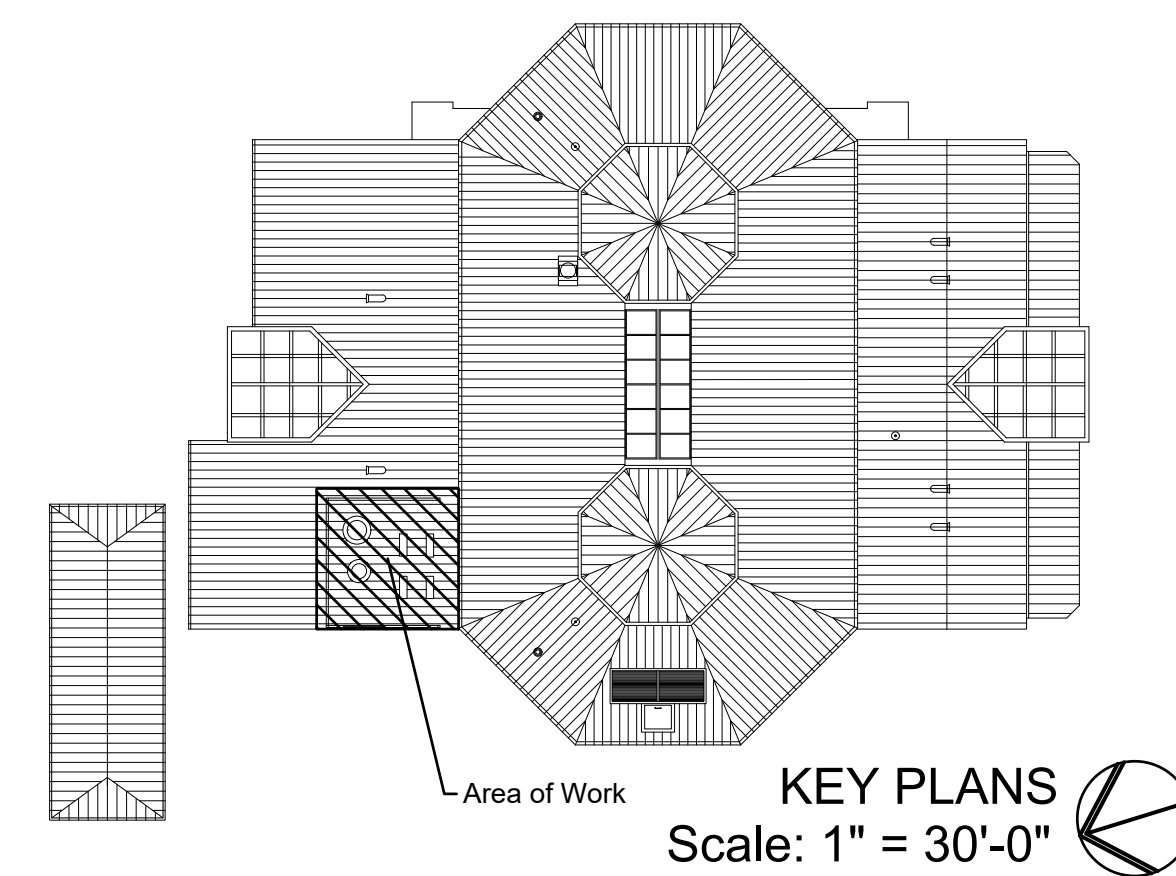 Area of Work
KEY PLANS
Scale: 1" = 30'-0"